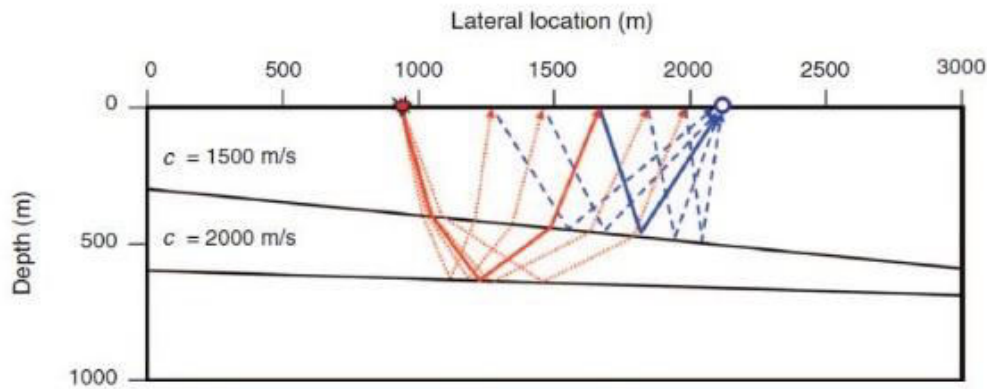 Lateral location (m)
0 500 1000 1500 2000 2500 3000
0
c = 1500 m/s
500
c = 2000 m/s
Depth (m)
1000